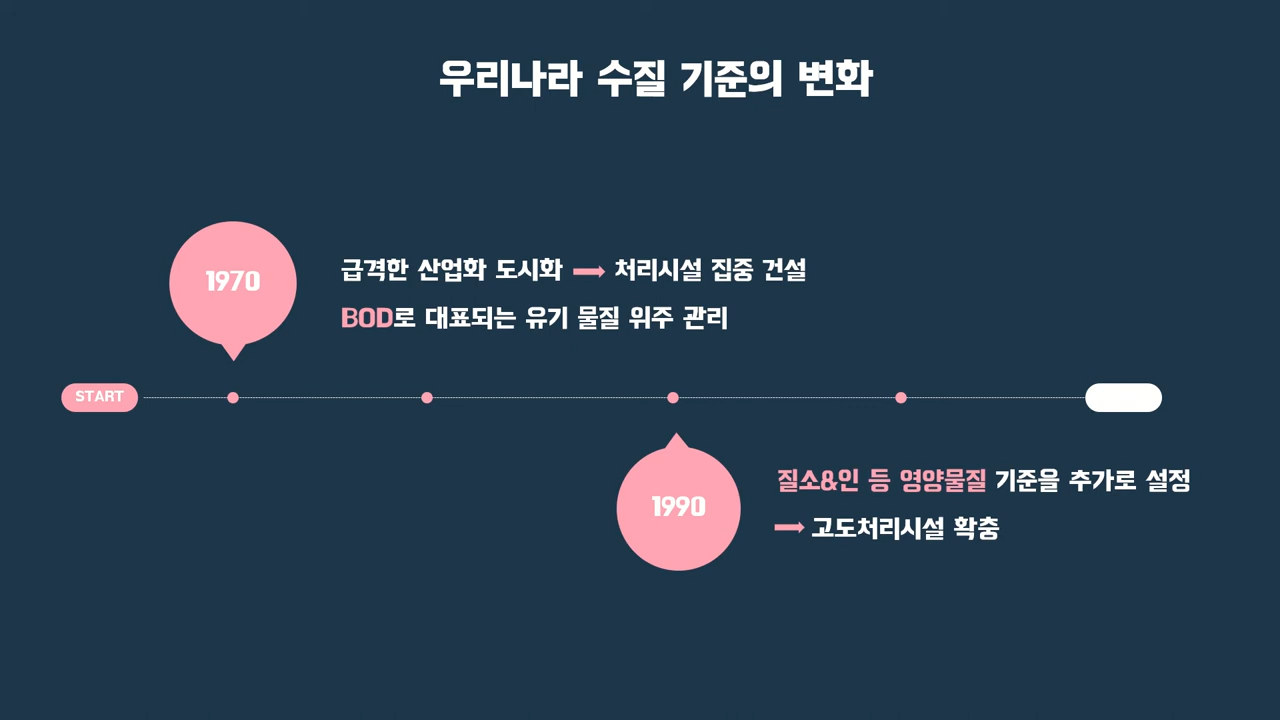 우리나라 수질 기준의 변화
1970
급격한 산업화 도시화 → 처리시설 집중 건설
BOD로 대표되는 유기 물질 위주 관리
START
1990
질소&인 등 영양물질 기준을 추가로 설정
→ 고도처리시설 확충